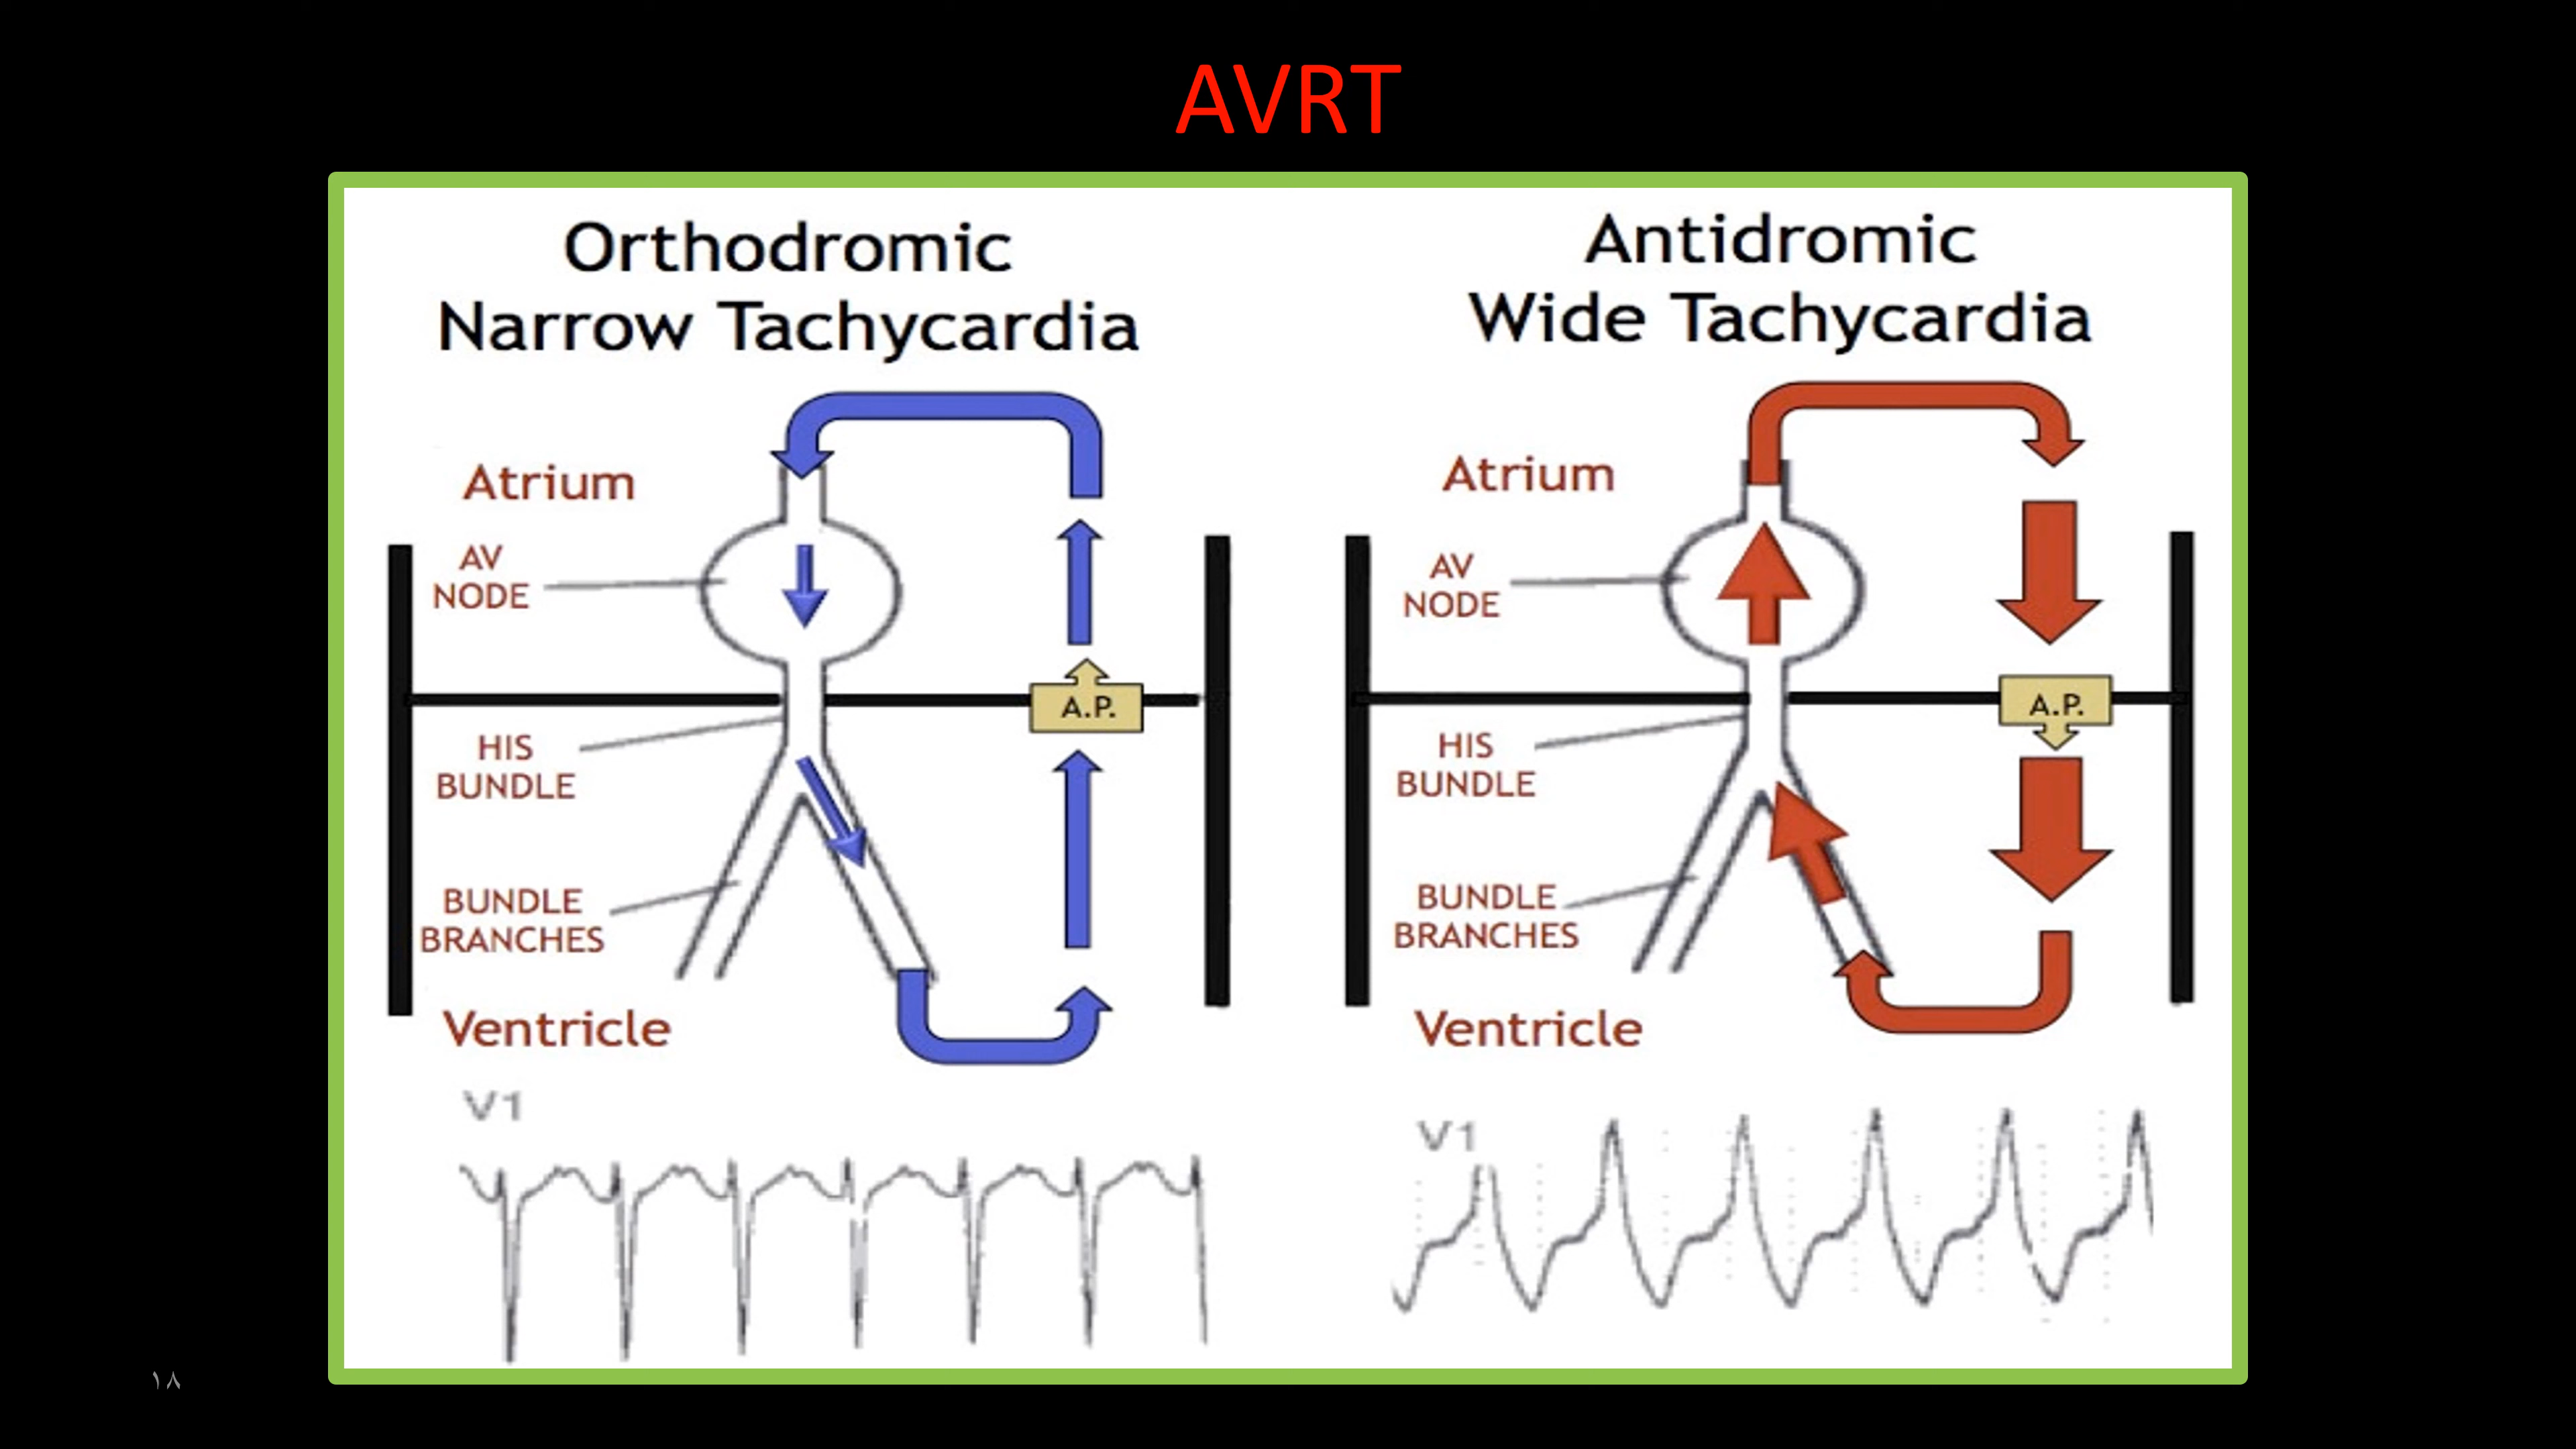 AVRT
Orthodromic
Narrow Tachycardia
Atrium
AV
NODE
A.P.
HIS
BUNDLE
BUNDLE
BRANCHES
Ventricle
V1
Antidromic
Wide Tachycardia
Atrium
AV
NODE
A.P.
HIS
BUNDLE
BUNDLE
BRANCHES
Ventricle
V1
١٨